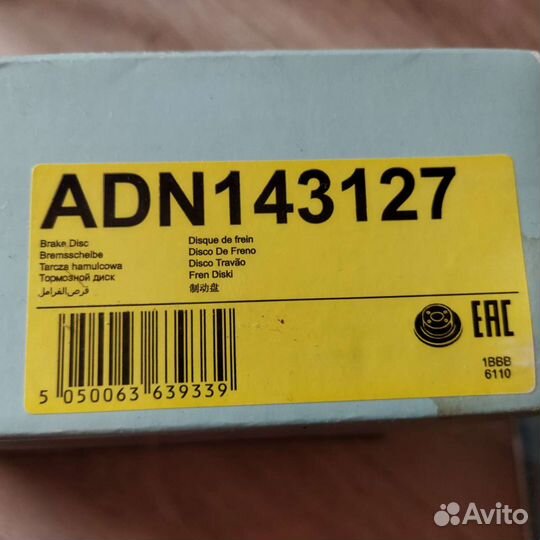 ADN143127
Brake Disc
Bremsscheibe
Tarcza hamulcowa
Тормозной диск
قرص الفرامل
Disque de frein
Disco De Freno
Disco Travão
Fren Diski
制动盘
EAC
1BBB
6110
5 050063 639339
Avito